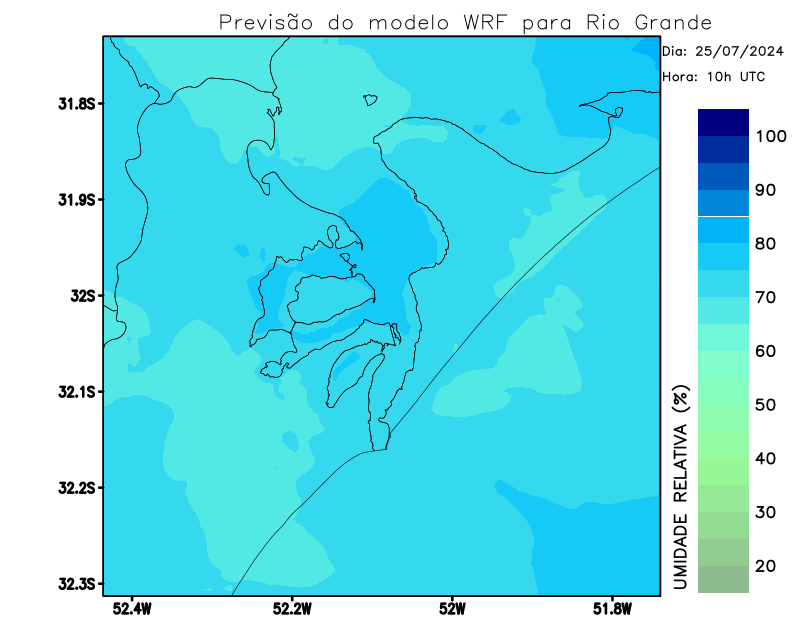 Previsão do modelo WRF para Rio Grande
Dia: 25/07/2024
Hora: 10h UTC
31.8S
31.9S
32S
32.1S
32.2S
32.3S
52.4W
52.2W
52W
51.8W
100
90
80
70
60
50
40
30
20
UMIDADE RELATIVA (%)